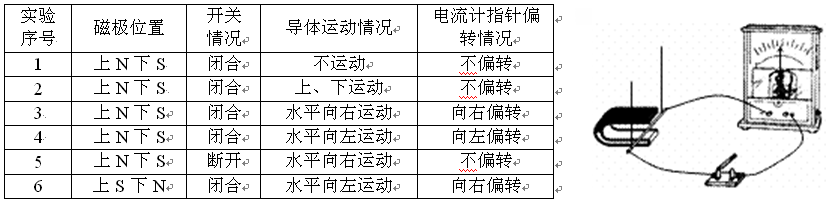 实验序号 磁极位置 开关情况 导体运动情况 电流计指针偏转情况
1 上 N 下 S 闭合 不运动 不偏转
2 上 N 下 S 闭合 上、下运动 不偏转
3 上 N 下 S 闭合 水平向右运动 向右偏转
4 上 N 下 S 闭合 水平向左运动 向左偏转
5 上 N 下 S 断开 水平向右运动 不偏转
6 上 S 下 N 闭合 水平向左运动 向右偏转